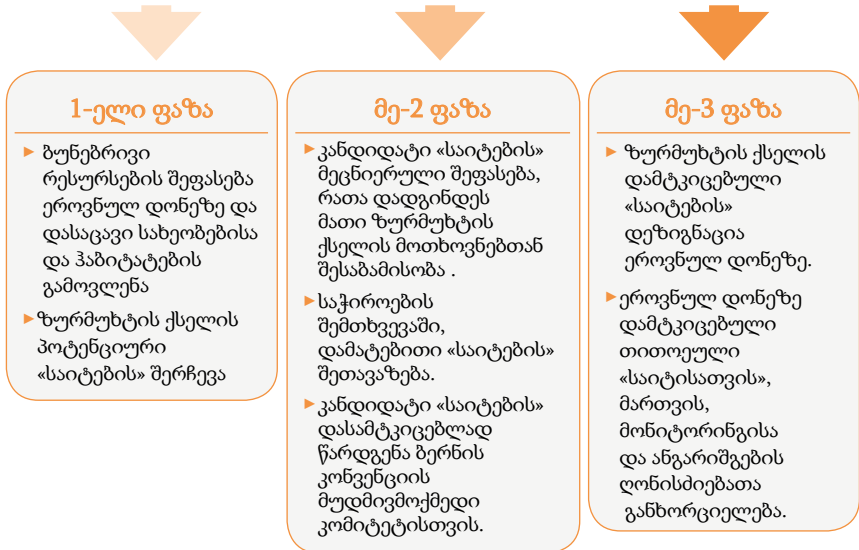 1-ელი ფაზა
▶ ბუნებრივი
რესურსების შეფასება
ეროვნულ დონეზე და
დასაცავი სახეობებისა
და ჰაბიტატების
გამოვლენა
▶ ზურმუხტის ქსელის
პოტენციური
«საიტების» შერჩევა
მე-2 ფაზა
▶ კანდიდატი «საიტების»
მეცნიერული შეფასება,
რათა დადგინდეს
მათი ზურმუხტის
ქსელის მოთხოვნებთან
შესაბამისობა .
▶ საჭიროების
შემთხვევაში,
დამატებითი «საიტების»
შეთავაზება.
▶ კანდიდატი «საიტების»
დასამტკიცებლად
წარდგენა ბერნის
კონვენციის
მუდმივმოქმედი
კომიტეტისთვის.
მე-3 ფაზა
▶ ზურმუხტის ქსელის
დამტკიცებული
«საიტების»
დეზიგნაცია
ეროვნულ დონეზე.
▶ ეროვნულ დონეზე
დამტკიცებული
თითოეული
«საიტისათვის»,
მართვის,
მონიტორინგისა
და ანგარიშგების
ღონისძიებათა
განხორციელება.